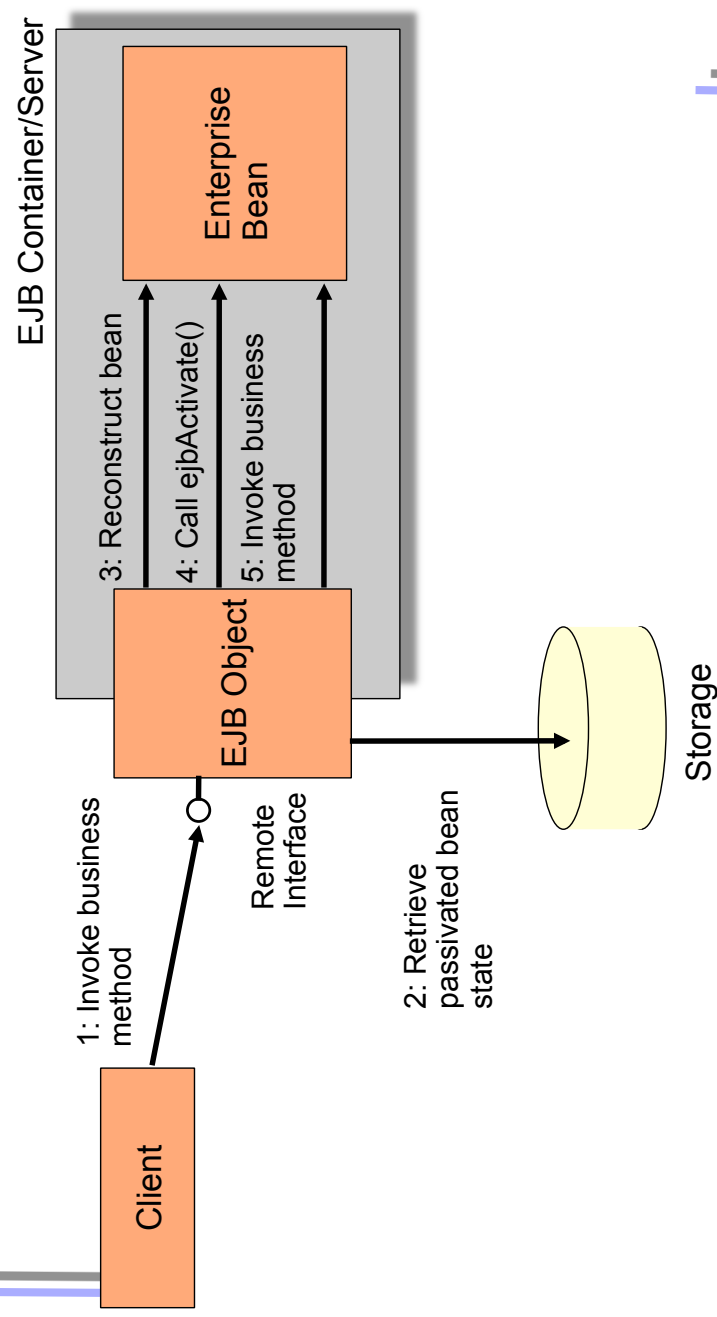 EJB Container/Server
Client
1: Invoke business
method
Remote
Interface
EJB Object
2: Retrieve
passivated bean
state
Storage
3: Reconstruct bean
4: Call ejbActivate()
5: Invoke business
method
Enterprise
Bean